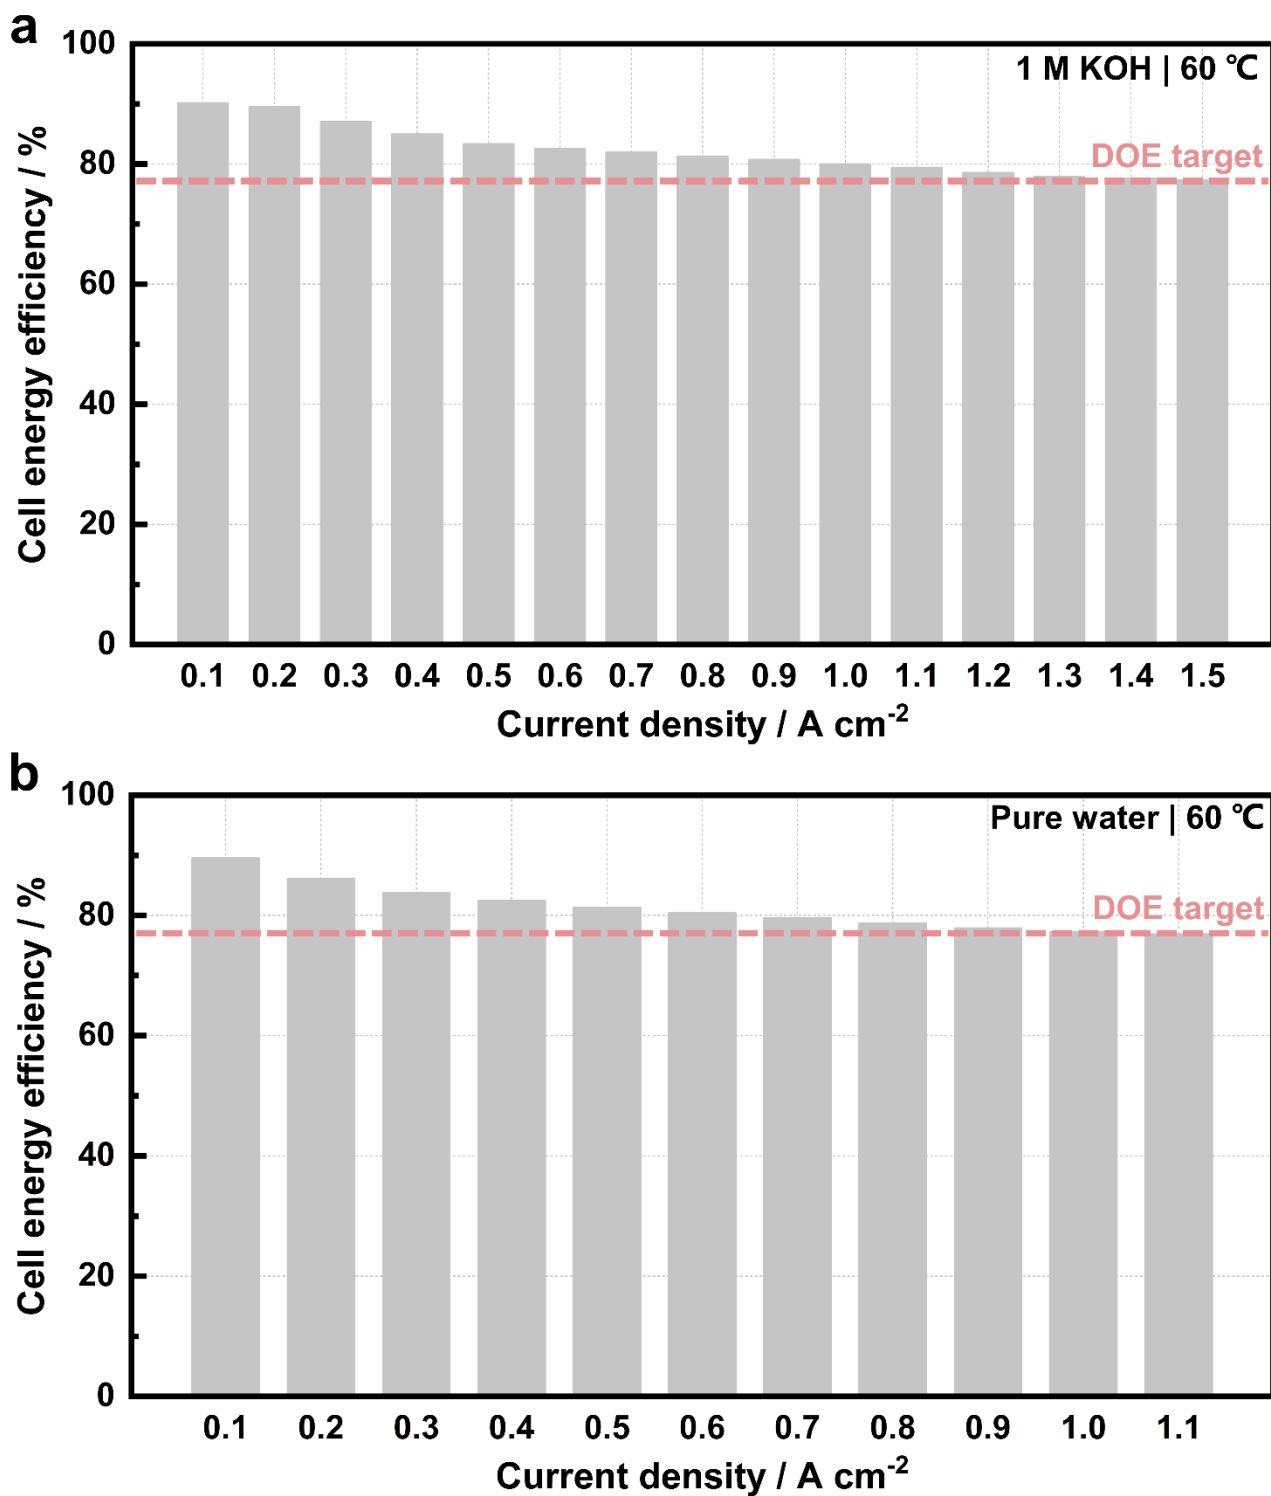 a
100
80
60
40
20
0
Cell energy efficiency / %
1 M KOH | 60 ℃
DOE target
0.1 0.2 0.3 0.4 0.5 0.6 0.7 0.8 0.9 1.0 1.1 1.2 1.3 1.4 1.5
Current density / A cm⁻²
b
100
80
60
40
20
0
Cell energy efficiency / %
Pure water | 60 ℃
DOE target
0.1 0.2 0.3 0.4 0.5 0.6 0.7 0.8 0.9 1.0 1.1
Current density / A cm⁻²